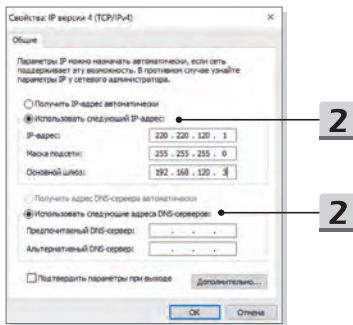 Свойства: IP версии 4 (TCP/IPv4)
Общие
Параметры IP можно назначать автоматически, если сеть
поддерживает эту возможность. В противном случае узнайте
параметры IP у сетевого администратора.
Получить IP-адрес автоматически
Использовать следующий IP-адрес:
2
IP-адрес: 220 . 220 . 120 . 1
Маска подсети: 255 . 255 . 255 . 0
Основной шлюз: 192 . 168 . 120 . 3
Получить адрес DNS-сервера автоматически
Использовать следующие адреса DNS-серверов:
2
Предпочитаемый DNS-сервер: . . .
Альтернативный DNS-сервер: . . .
Подтвердить параметры при выходе
Дополнительно...
OK Отмена